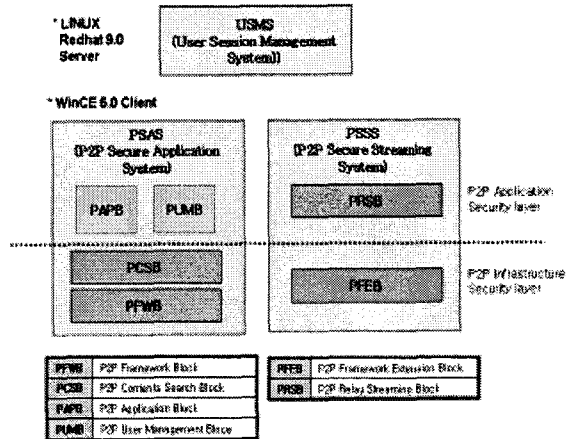 * LINUX
Redhat 9.0
Server
USMS
(User Session Management
System))
* WinCE 5.0 Client
PSAS
(P2P Secure Application
System)
PSSS
(P2P Secure Streaming
System)
PAPB
PUMB
PRSB
P2P Application
Security layer
PCSB
PFWB
PFEB
P2P Infrastructure
Security layer
PFWB P2P Framework Block
PCSB P2P Contents Search Block
PAPB P2P Application Block
PUMB P2P User Management Block
PFEB P2P Framework Extension Block
PRSB P2P Relay Streaming Block